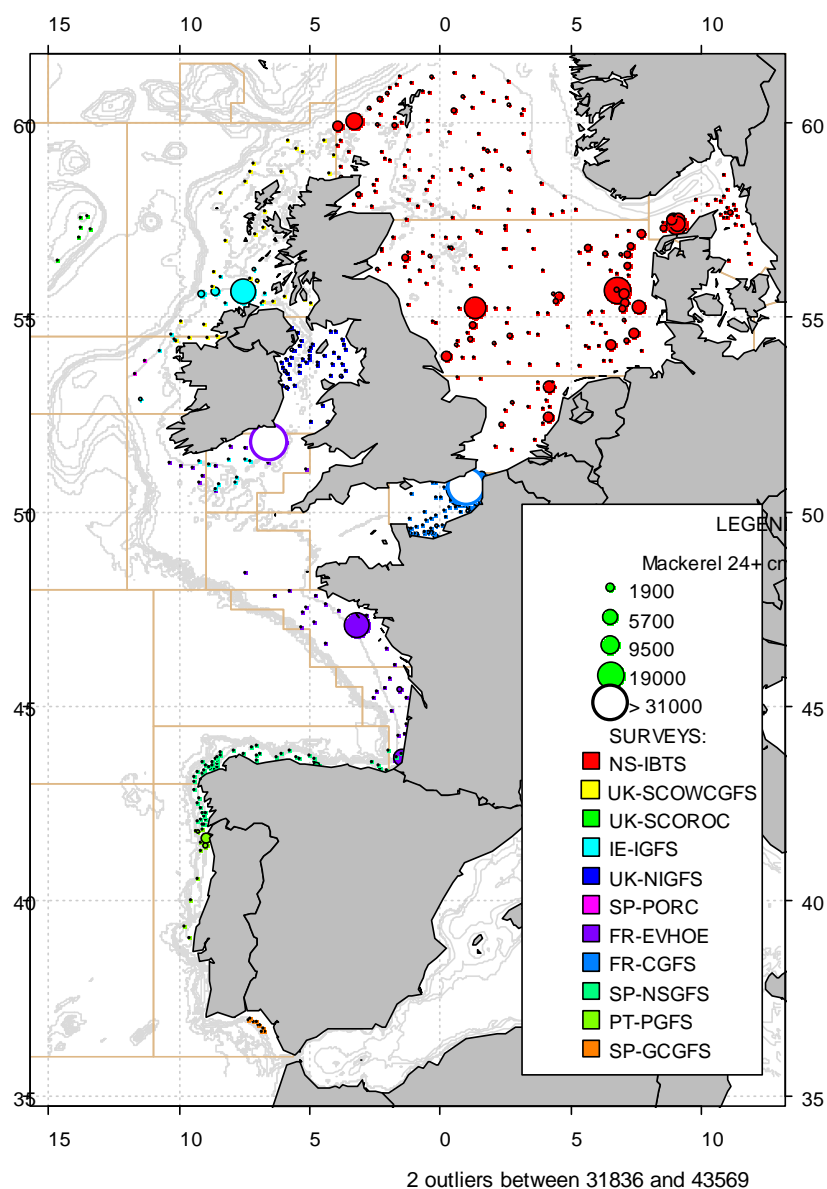 15 10 5 0 5 10
60 60
55 55
50 50
LEGEN
Mackerel 24+ cm
1900
5700
9500
19000
> 31000
45 45
SURVEYS:
NS-IBTS
UK-SCOWCGFS
UK-SCOROC
IE-IGFS
UK-NIGFS
40 40
SP-PORC
FR-EVHOE
FR-CGFS
SP-NSGFS
PT-PGFS
SP-GCGFS
35 35
15 10 5 0 5 10
2 outliers between 31836 and 43569